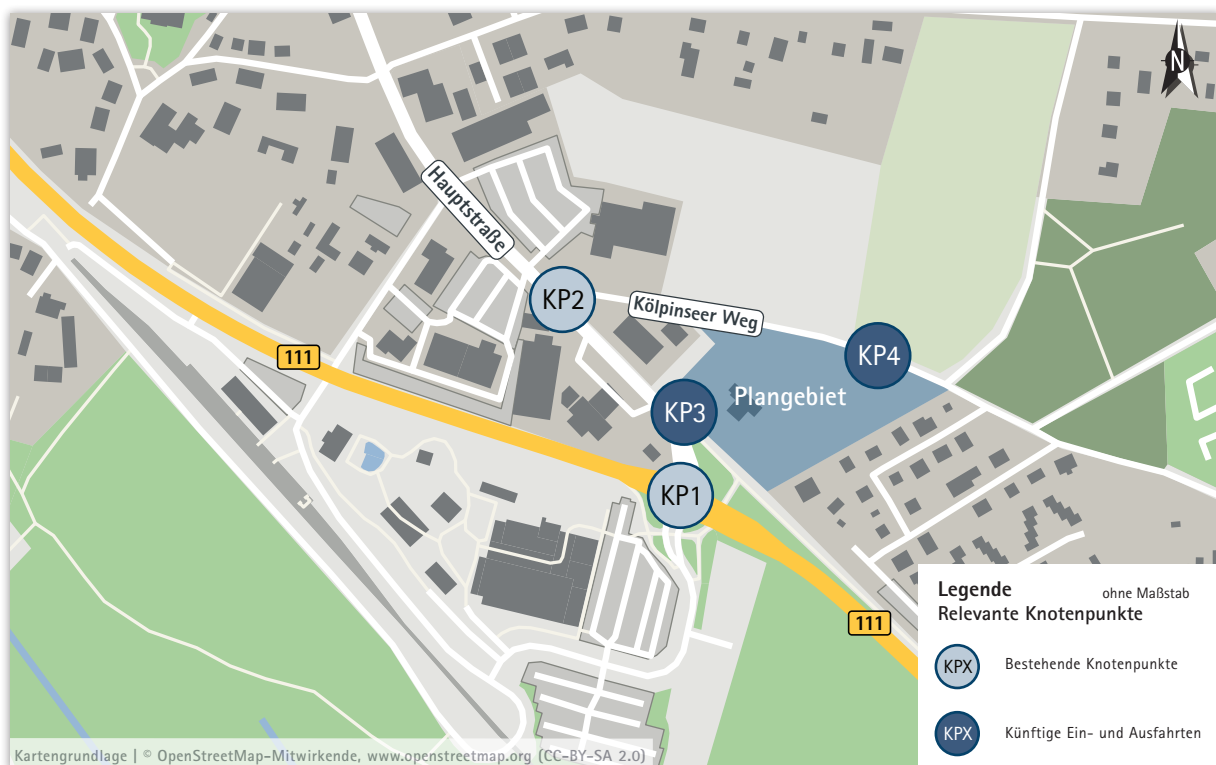 N
Hauptstraße
KP2
Kölpinseer Weg
KP4
111
Plangebiet
KP3
KP1
111
Legende
ohne Maßstab
Relevante Knotenpunkte
KPX
Bestehende Knotenpunkte
KPX
Künftige Ein- und Ausfahrten
Kartengrundlage | © OpenStreetMap-Mitwirkende, www.openstreetmap.org (CC-BY-SA 2.0)